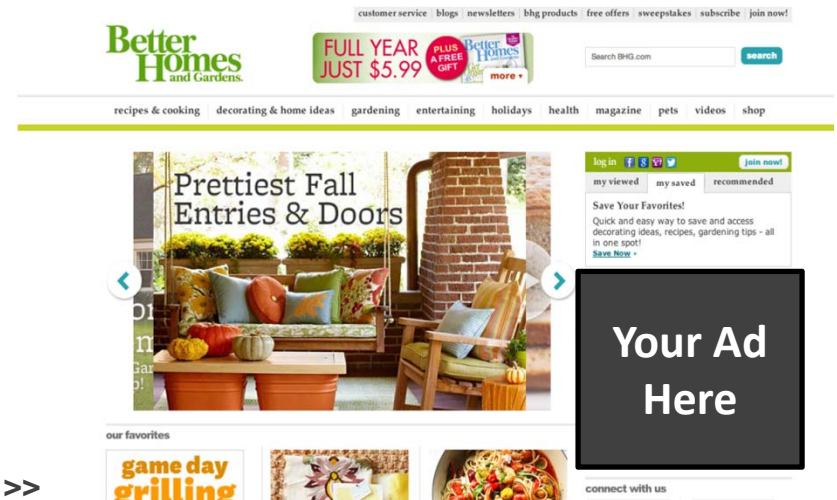 customer service blogs newsletters bhg products free offers sweepstakes subscribe join now!
Better
Homes
and Gardens.
FULL YEAR
JUST $5.99
PLUS
A FREE
GIFT
Better
Homes
more
Search BHG.com
search
recipes & cooking decorating & home ideas gardening entertaining holidays health magazine pets videos shop
Prettiest Fall
Entries & Doors
log in
join now!
my viewed my saved recommended
Save Your Favorites!
Quick and easy way to save and access
decorating ideas, recipes, gardening tips - all
in one spot!
Save Now
Your Ad
Here
our favorites
game day
grilling
connect with us
>>